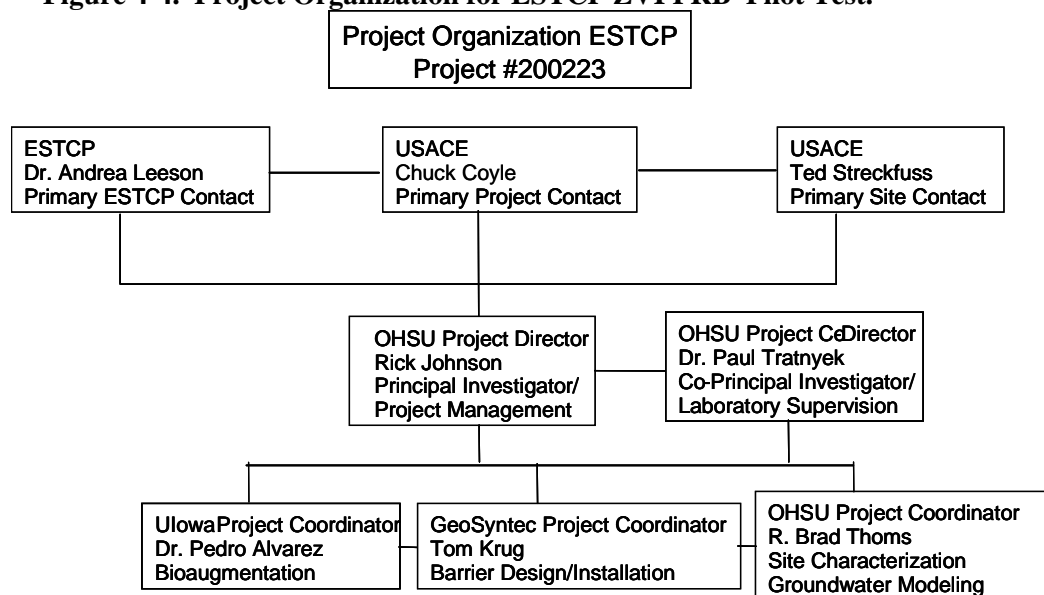 Figure 4-4. Project Organization for ESTCP ZVI PRB Pilot Test.
Project Organization ESTCP
Project #200223
ESTCP
Dr. Andrea Leeson
Primary ESTCP Contact
USACE
Chuck Coyle
Primary Project Contact
USACE
Ted Streckfuss
Primary Site Contact
OHSU Project Director
Rick Johnson
Principal Investigator/
Project Management
OHSU Project CoDirector
Dr. Paul Tratnyek
Co-Principal Investigator/
Laboratory Supervision
UIowaProject Coordinator
Dr. Pedro Alvarez
Bioaugmentation
GeoSyntec Project Coordinator
Tom Krug
Barrier Design/Installation
OHSU Project Coordinator
R. Brad Thoms
Site Characterization
Groundwater Modeling